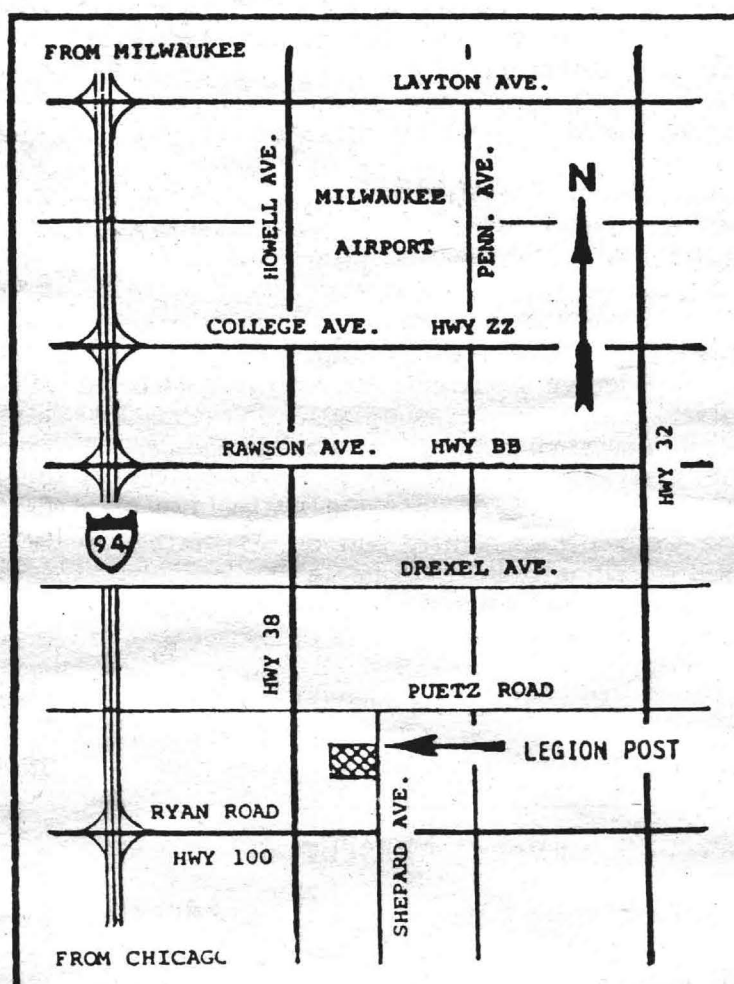 FROM MILWAUKEE
LAYTON AVE.
HOWELL AVE.
MILWAUKEE
AIRPORT
PENN. AVE.
N
COLLEGE AVE. HWY ZZ
RAWSON AVE. HWY BB
HWY 32
94
DREXEL AVE.
HWY 38
PUETZ ROAD
LEGION POST
RYAN ROAD
HWY 100
SHEPARD AVE.
FROM CHICAGO